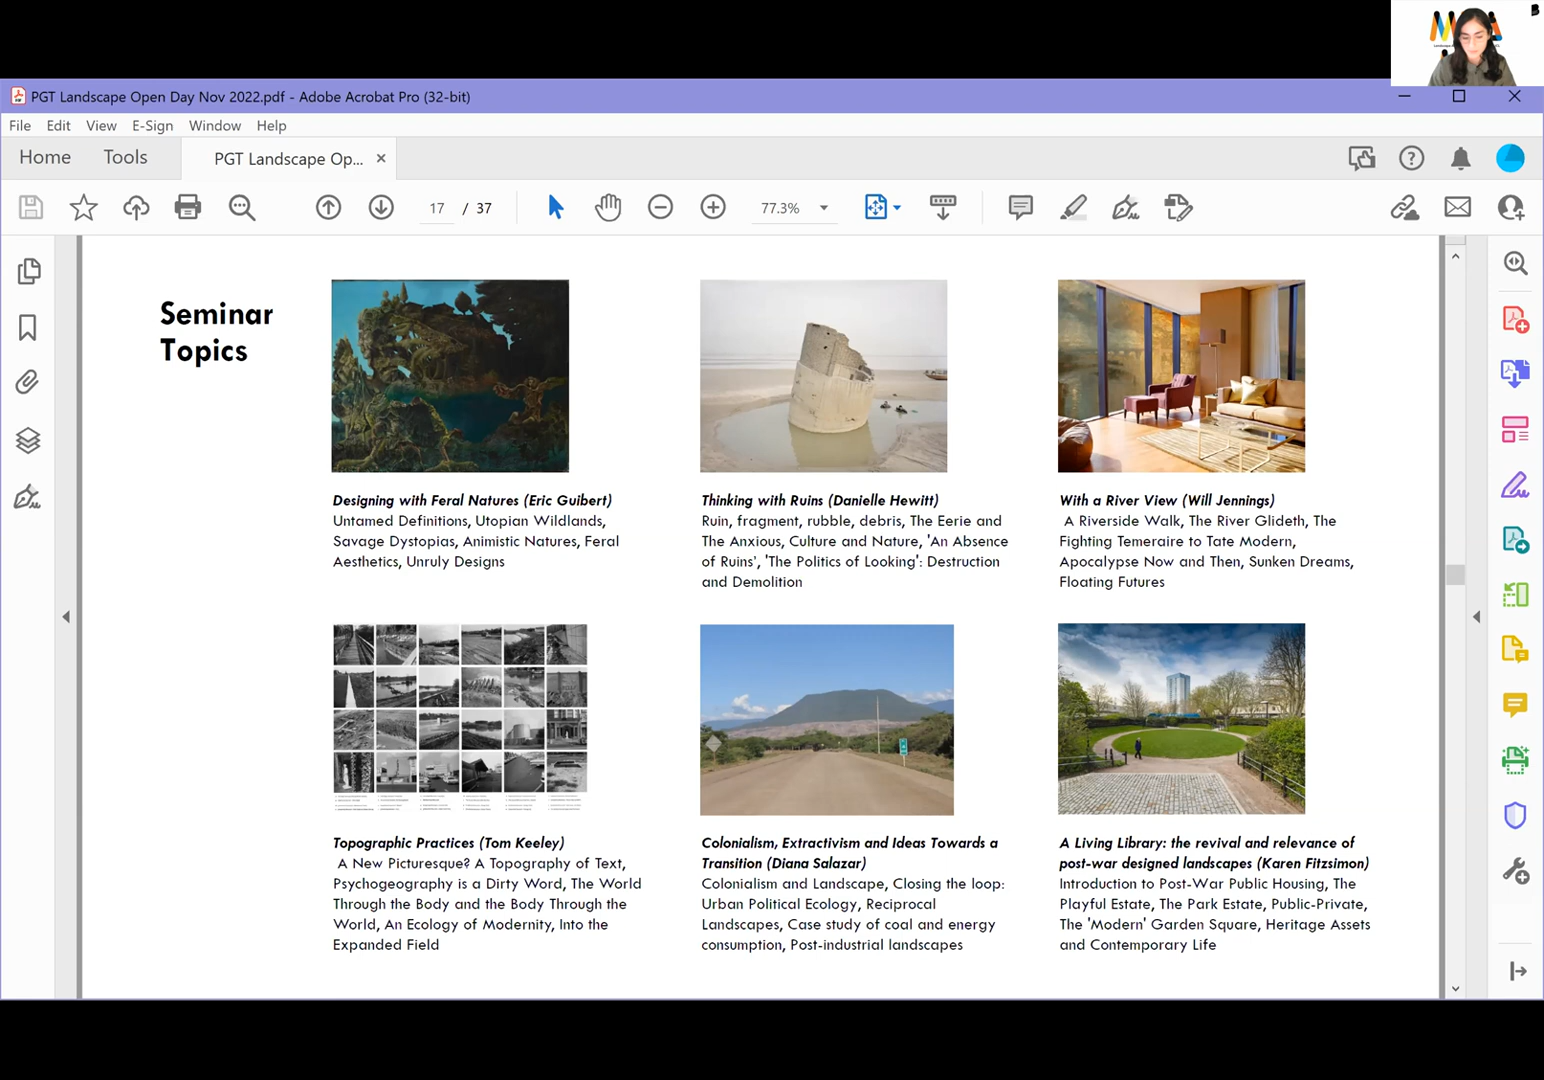 B
PGT Landscape Open Day Nov 2022.pdf - Adobe Acrobat Pro (32-bit)
File Edit View E-Sign Window Help
Home Tools PGT Landscape Op...
17 / 37 77.3%
Seminar
Topics
Designing with Feral Natures (Eric Guibert)
Untamed Definitions, Utopian Wildlands,
Savage Dystopias, Animistic Natures, Feral
Aesthetics, Unruly Designs
Thinking with Ruins (Danielle Hewitt)
Ruin, fragment, rubble, debris, The Eerie and
The Anxious, Culture and Nature, 'An Absence
of Ruins', 'The Politics of Looking': Destruction
and Demolition
With a River View (Will Jennings)
A Riverside Walk, The River Glideth, The
Fighting Temeraire to Tate Modern,
Apocalypse Now and Then, Sunken Dreams,
Floating Futures
Topographic Practices (Tom Keeley)
A New Picturesque? A Topography of Text,
Psychogeography is a Dirty Word, The World
Through the Body and the Body Through the
World, An Ecology of Modernity, Into the
Expanded Field
Colonialism, Extractivism and Ideas Towards a
Transition (Diana Salazar)
Colonialism and Landscape, Closing the loop:
Urban Political Ecology, Reciprocal
Landscapes, Case study of coal and energy
consumption, Post-industrial landscapes
A Living Library: the revival and relevance of
post-war designed landscapes (Karen Fitzsimon)
Introduction to Post-War Public Housing, The
Playful Estate, The Park Estate, Public-Private,
The 'Modern' Garden Square, Heritage Assets
and Contemporary Life